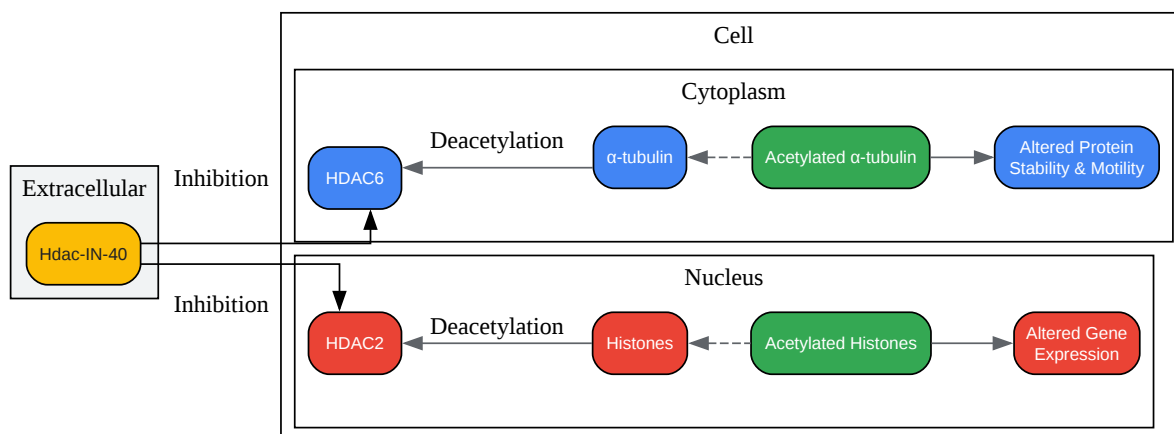 Cell
Cytoplasm
Deacetylation
α-tubulin
Acetylated α-tubulin
Altered Protein
Stability & Motility
HDAC6
Inhibition
Extracellular
Hdac-IN-40
Inhibition
Nucleus
Deacetylation
HDAC2
Histones
Acetylated Histones
Altered Gene
Expression